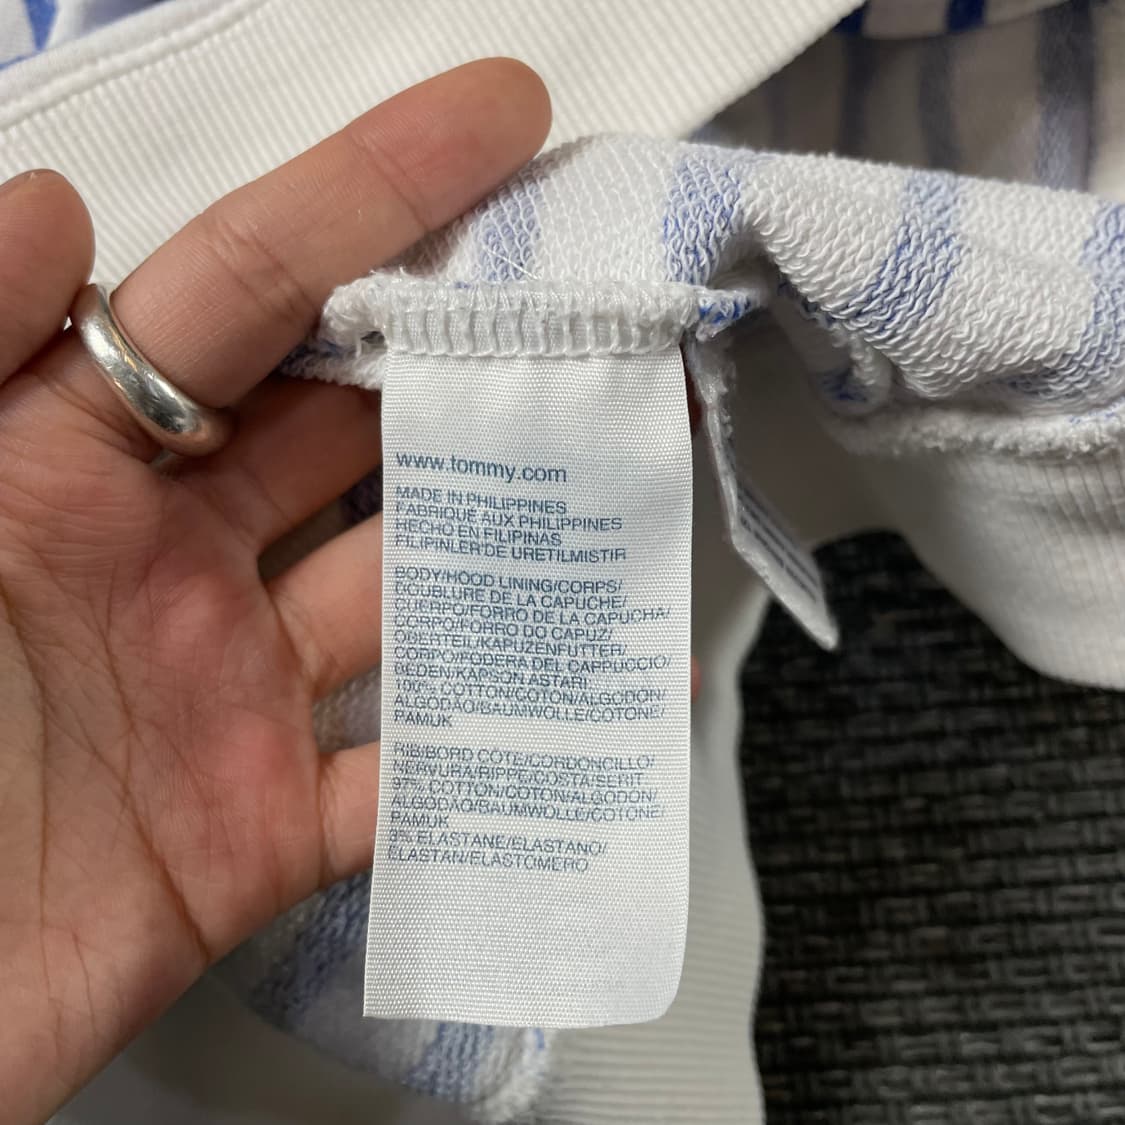 www.tommy.com
MADE IN PHILIPPINES
FABRIQUE AUX PHILIPPINES
HECHO EN FILIPINAS
FILIPINLER'DE URETILMISTIR
BODY/HOOD LINING/CORPS/
DOUBLURE DE LA CAPUCHE/
CUERPO/FORRO DE LA CAPUCHA/
CORPO/FORRO DO CAPUZ/
OBERTEIL/KAPUZENFUTTER/
CORPO/FODERA DEL CAPPUCCIO/
BEDEN/KAPSON ASTARI
100% COTTON/COTON/ALGODON/
ALGODÃO/BAUMWOLLE/COTONE/
PAMUK
RIB/BORD COTE/CORDONCILLO/
NERVURA/RIPPE/COSTA/SERIT
97% COTTON/COTON/ALGODON/
ALGODÃO/BAUMWOLLE/COTONE/
PAMUK
3% ELASTANE/ELASTANO/
ELASTAN/ELASTOMERO